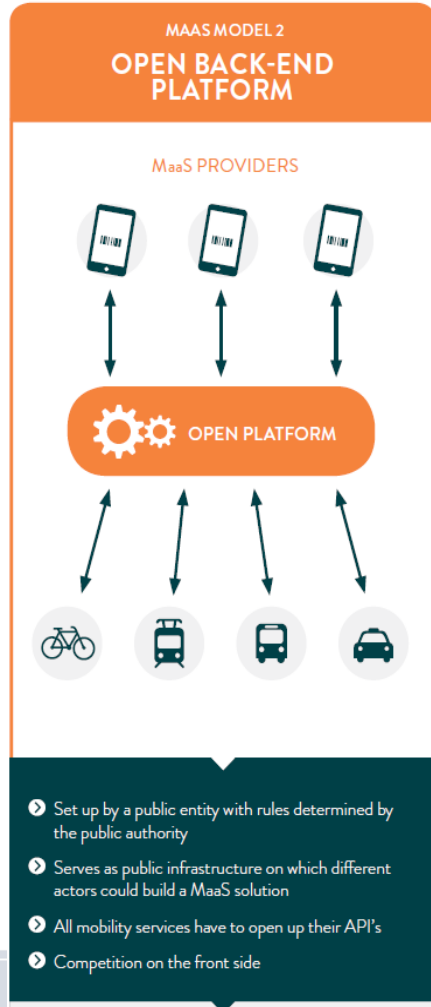 MAAS MODEL 2
OPEN BACK-END
PLATFORM
MaaS PROVIDERS
OPEN PLATFORM
Set up by a public entity with rules determined by
the public authority
Serves as public infrastructure on which different
actors could build a MaaS solution
All mobility services have to open up their API's
Competition on the front side